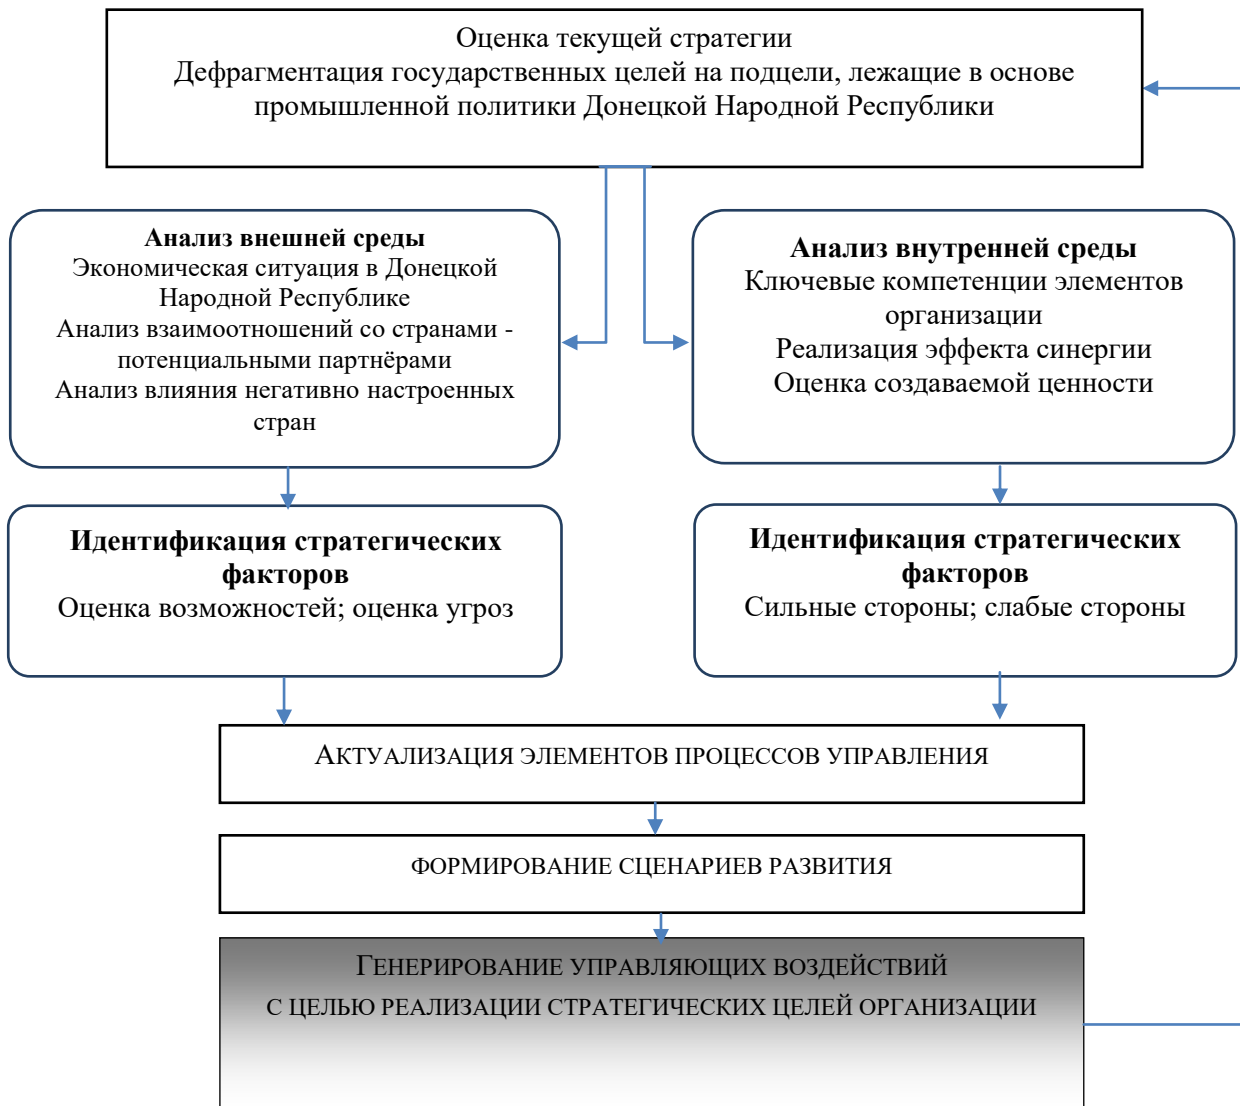 Оценка текущей стратегии
Дефрагментация государственных целей на подцели, лежащие в основе
промышленной политики Донецкой Народной Республики
Анализ внешней среды
Экономическая ситуация в Донецкой
Народной Республике
Анализ взаимоотношений со странами -
потенциальными партнёрами
Анализ влияния негативно настроенных
стран
Анализ внутренней среды
Ключевые компетенции элементов
организации
Реализация эффекта синергии
Оценка создаваемой ценности
Идентификация стратегических
факторов
Оценка возможностей; оценка угроз
Идентификация стратегических
факторов
Сильные стороны; слабые стороны
АКТУАЛИЗАЦИЯ ЭЛЕМЕНТОВ ПРОЦЕССОВ УПРАВЛЕНИЯ
ФОРМИРОВАНИЕ СЦЕНАРИЕВ РАЗВИТИЯ
ГЕНЕРИРОВАНИЕ УПРАВЛЯЮЩИХ ВОЗДЕЙСТВИЙ
С ЦЕЛЬЮ РЕАЛИЗАЦИИ СТРАТЕГИЧЕСКИХ ЦЕЛЕЙ ОРГАНИЗАЦИИ